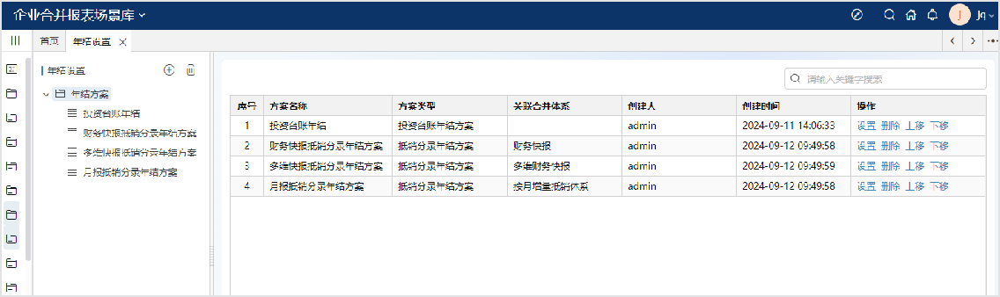 企业合并报表场景库
J Jq
首页 年结设置
年结设置
年结方案
投资台账年结
财务快报抵销分录年结方案
多维快报抵销分录年结方案
月报抵销分录年结方案
请输入关键字搜索
序号 方案名称 方案类型 关联合并体系 创建人 创建时间 操作
1 投资台账年结 投资台账年结方案 admin 2024-09-11 14:06:33 设置 删除 上移 下移
2 财务快报抵销分录年结方案 抵销分录年结方案 财务快报 admin 2024-09-12 09:49:58 设置 删除 上移 下移
3 多维快报抵销分录年结方案 抵销分录年结方案 多维财务快报 admin 2024-09-12 09:49:59 设置 删除 上移 下移
4 月报抵销分录年结方案 抵销分录年结方案 按月增量抵销体系 admin 2024-09-12 09:49:58 设置 删除 上移 下移